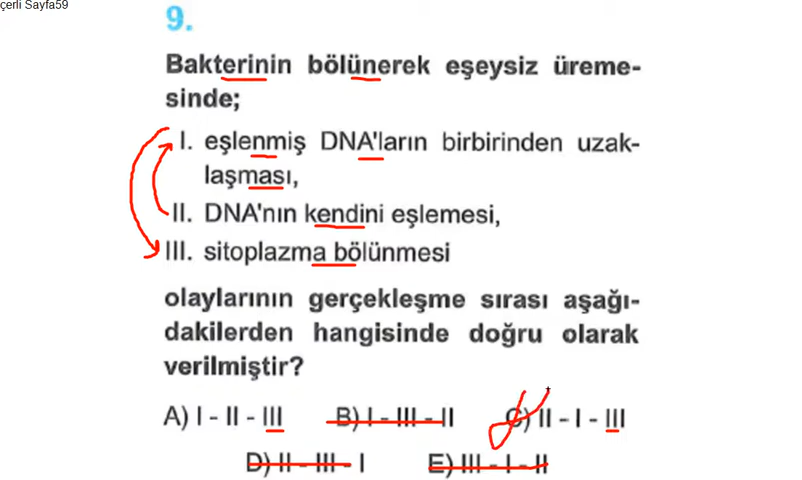 çerli Sayfa59
9.
Bakterinin bölünerek eşeysiz üreme-
sinde;
I. eşlenmiş DNA'ların birbirinden uzak-
laşması,
II. DNA'nın kendini eşlemesi,
III. sitoplazma bölünmesi
olaylarının gerçekleşme sırası aşağı-
dakilerden hangisinde doğru olarak
verilmiştir?
A) I - II - III B) I - III - II C) II - I - III
D) II - III - I E) III - I - II